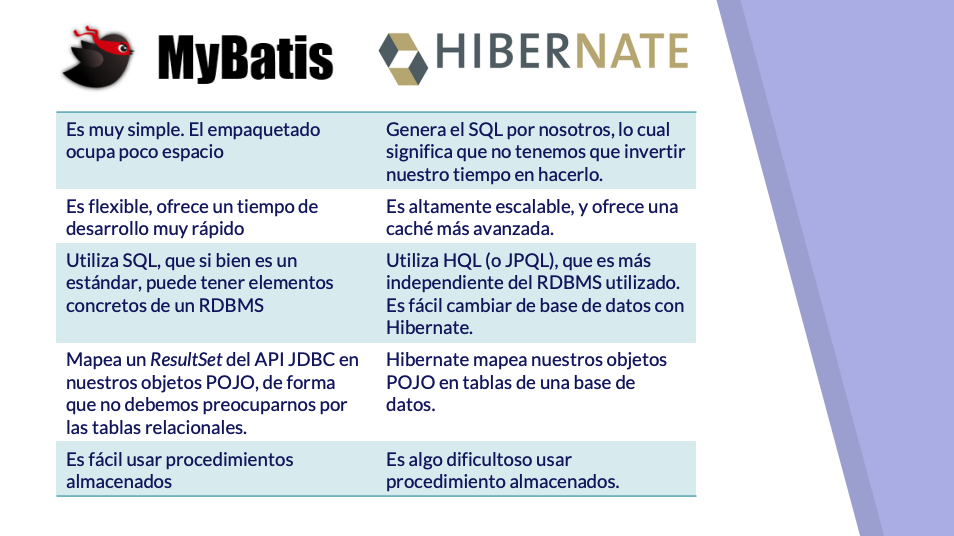 MyBatis
HIBERNATE
Es muy simple. El empaquetado
ocupa poco espacio
Genera el SQL por nosotros, lo cual
significa que no tenemos que invertir
nuestro tiempo en hacerlo.
Es flexible, ofrece un tiempo de
desarrollo muy rápido
Es altamente escalable, y ofrece una
caché más avanzada.
Utiliza SQL, que si bien es un
estándar, puede tener elementos
concretos de un RDBMS
Utiliza HQL (o JPQL), que es más
independiente del RDBMS utilizado.
Es fácil cambiar de base de datos con
Hibernate.
Mapea un ResultSet del API JDBC en
nuestros objetos POJO, de forma
que no debemos preocuparnos por
las tablas relacionales.
Hibernate mapea nuestros objetos
POJO en tablas de una base de
datos.
Es fácil usar procedimientos
almacenados
Es algo dificultoso usar
procedimiento almacenados.